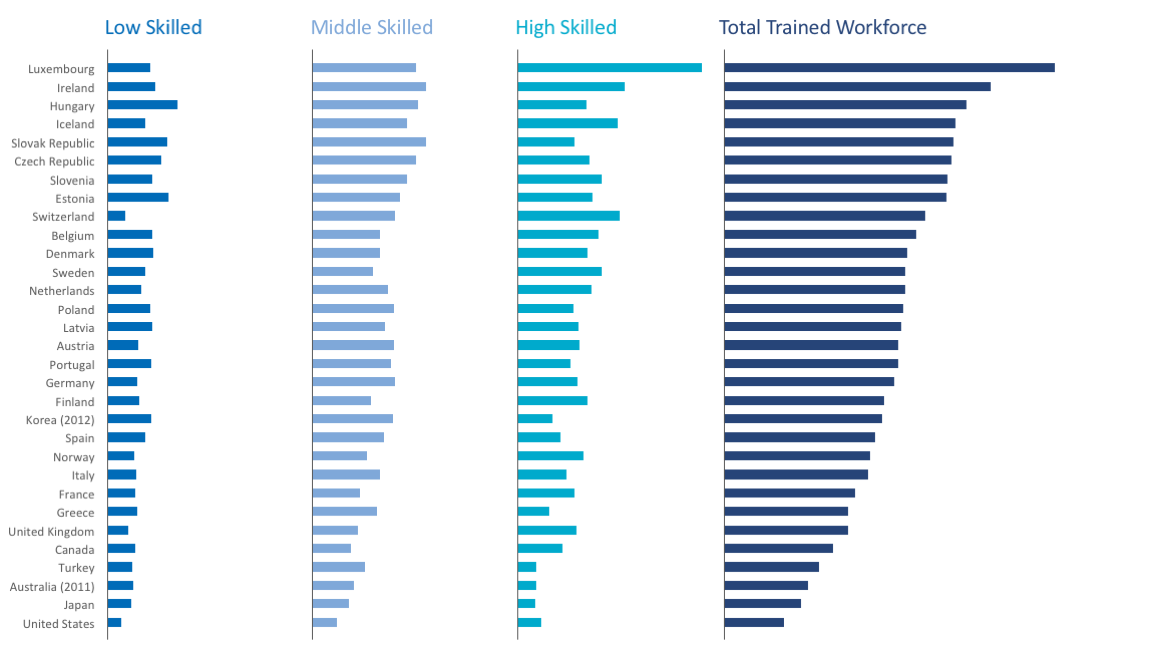 Low Skilled Middle Skilled High Skilled Total Trained Workforce
Luxembourg
Ireland
Hungary
Iceland
Slovak Republic
Czech Republic
Slovenia
Estonia
Switzerland
Belgium
Denmark
Sweden
Netherlands
Poland
Latvia
Austria
Portugal
Germany
Finland
Korea (2012)
Spain
Norway
Italy
France
Greece
United Kingdom
Canada
Turkey
Australia (2011)
Japan
United States